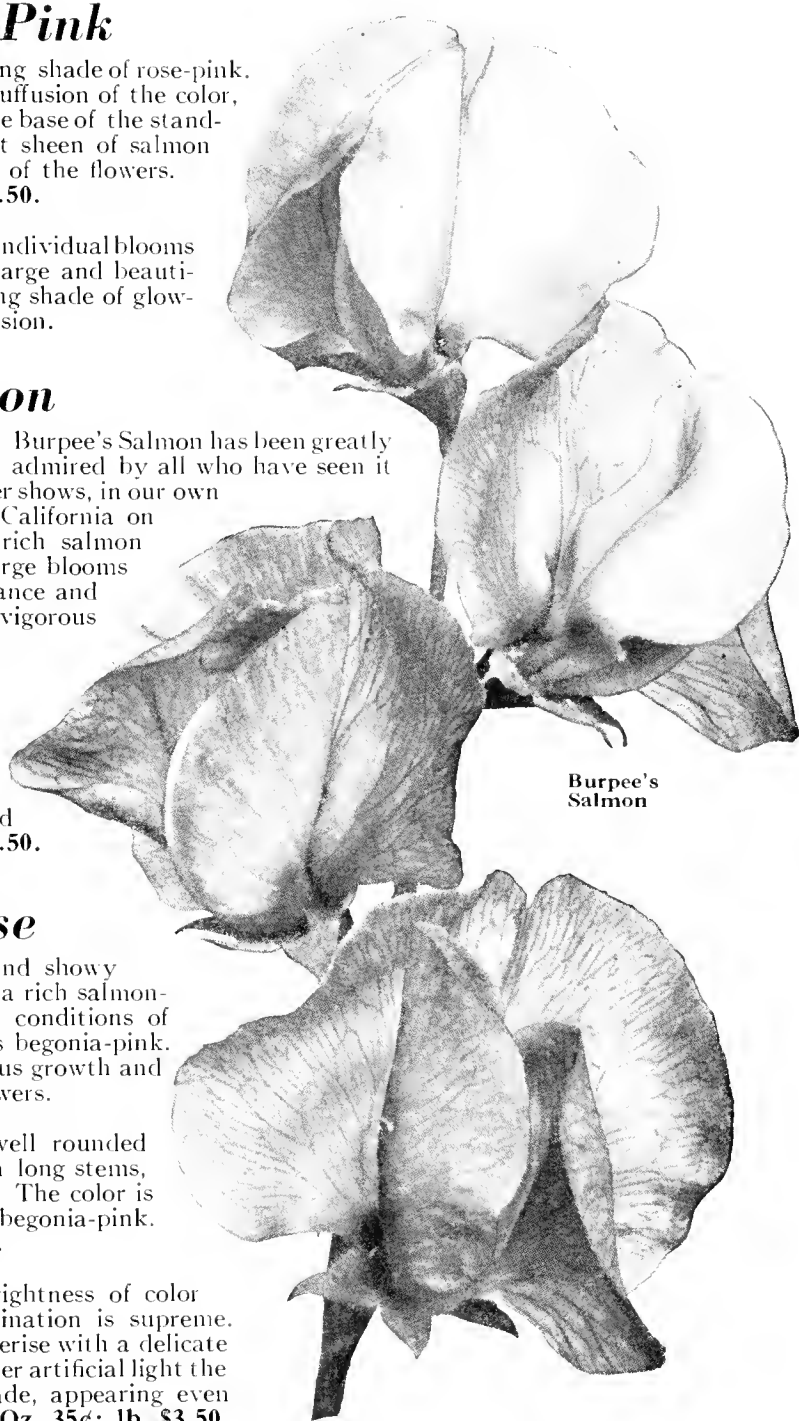 Pink
ng shade of rose-pink.
uffusion of the color,
e base of the stand-
t sheen of salmon
of the flowers.
.50.
ndividual blooms
arge and beauti-
ng shade of glow-
sion.
on
Burpee's Salmon has been greatly
admired by all who have seen it
er shows, in our own
California on
rich salmon
rge blooms
ance and
vigorous
Burpee's
Salmon
d
.50.
se
nd showy
a rich salmon-
conditions of
s begonia-pink.
us growth and
wers.
well rounded
n long stems,
The color is
begonia-pink.
.
ightness of color
ination is supreme.
erise with a delicate
er artificial light the
ade, appearing even
Oz. 35¢; lb. $3.50